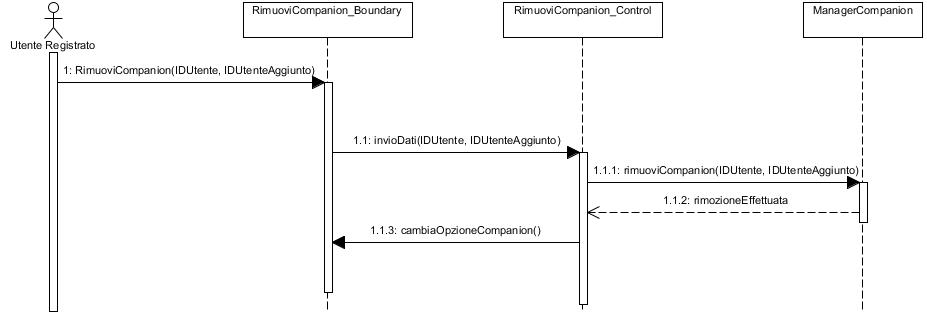 RimuoviCompanion_Boundary
RimuoviCompanion_Control
ManagerCompanion
Utente Registrato
1: RimuoviCompanion(IDUtente, IDUtenteAggiunto)
1.1: invioDati(IDUtente, IDUtenteAggiunto)
1.1.1: rimuoviCompanion(IDUtente, IDUtenteAggiunto)
1.1.2: rimozioneEffettuata
1.1.3: cambiaOpzioneCompanion()